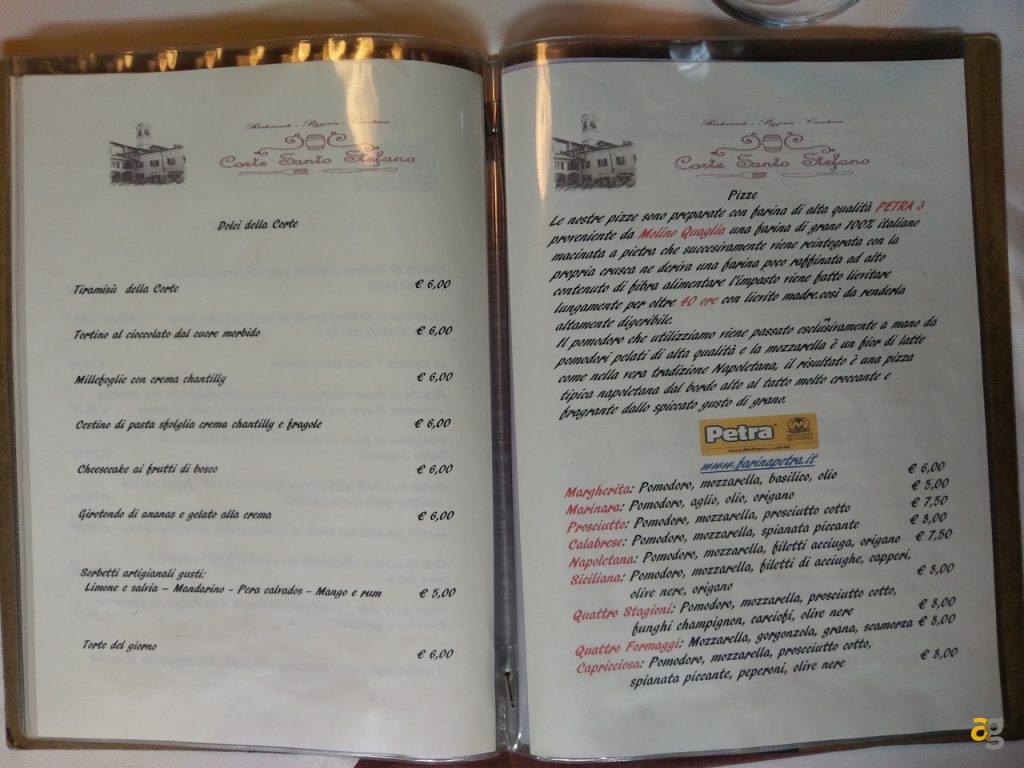 Ristorante - Pizzeria - Cantina
Corte Santo Stefano
Dolci della Corte
Tiramisù della Corte € 6,00
Tortino al cioccolato dal cuore morbido € 6,00
Millefoglie con crema chantilly € 6,00
Cestino di pasta sfolglia crema chantilly e fragole € 6,00
Cheesecake ai frutti di bosco € 6,00
Girotondo di ananas e gelato alla crema € 6,00
Sorbetti artigianali gusti:
Limone e salvia – Mandarino - Pera calvados - Mango e rum € 5,00
Torte del giorno € 6,00
Ristorante - Pizzeria - Cantina
Corte Santo Stefano
Pizze
Le nostre pizze sono preparate con farina di alta qualità PETRA 3
proveniente da Molino Quaglia una farina di grano 100% italiano
macinata a pietra che succesivamente viene reintegrata con la
propria crusca ne deriva una farina poco raffinata ad alto
contenuto di fibra alimentare l'impasto viene fatto lievitare
lungamente per oltre 40 ore con lievito madre.così da renderla
altamente digeribile.
Il pomodoro che utilizziamo viene passato esclusivamente a mano da
pomodori pelati di alta qualità e la mozzarella è un fior di latte
come nella vera tradizione Napoletana, il risultato è una pizza
tipica napoletana dal bordo alto al tatto molto croccante e
fragrante dallo spiccato gusto di grano.
Petra
www.farinapetra.it
Margherita: Pomodoro, mozzarella, basilico, olio € 6,00
Marinara: Pomodoro, aglio, olio, origano € 5,00
Prosciutto: Pomodoro, mozzarella, prosciutto cotto € 7,50
Calabrese: Pomodoro, mozzarella, spianata piccante € 8,00
Napoletana: Pomodoro, mozzarella, filetti acciuga, origano € 7,50
Siciliana: Pomodoro, mozzarella, filetti di acciughe, capperi,
olive nere, origano € 8,00
Quattro Stagioni: Pomodoro, mozzarella, prosciutto cotto,
funghi champignon, carciofi, olive nere € 8,00
Quattro Formaggi: Mozzarella, gorgonzola, grana, scamorza € 8,00
Capricciosa: Pomodoro, mozzarella, proscciutto cotto,
spianata piccante, peperoni, olive nere € 8,00
ag